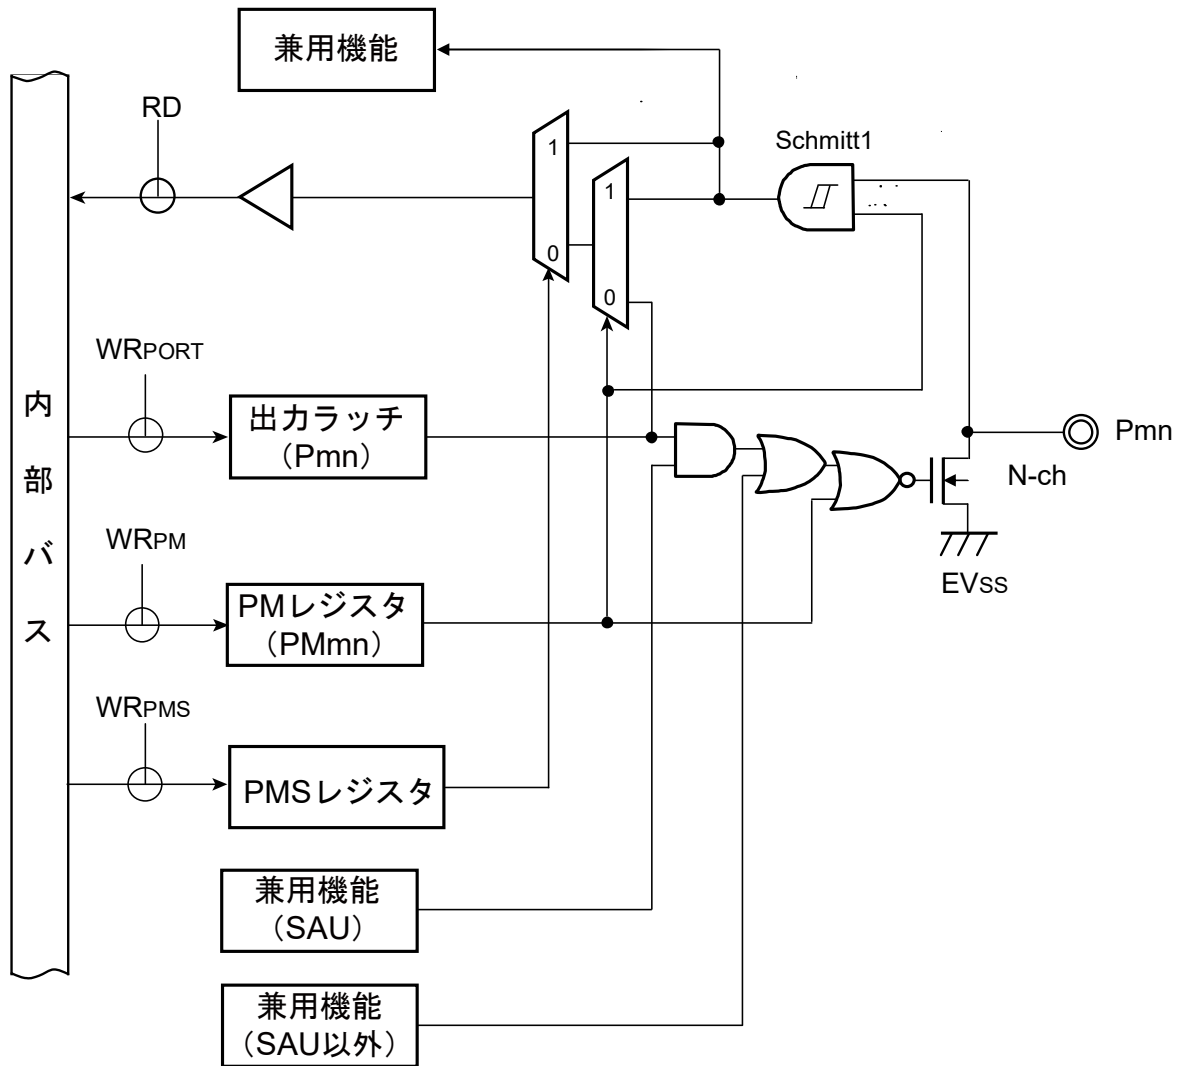 兼用機能
RD
Schmitt1
1
1
0
0
WRPORT
内部バス
出力ラッチ
（Pmn）
Pmn
N-ch
EVSS
WRPM
PMレジスタ
（PMmn）
WRPMS
PMSレジスタ
兼用機能
（SAU）
兼用機能
（SAU以外）